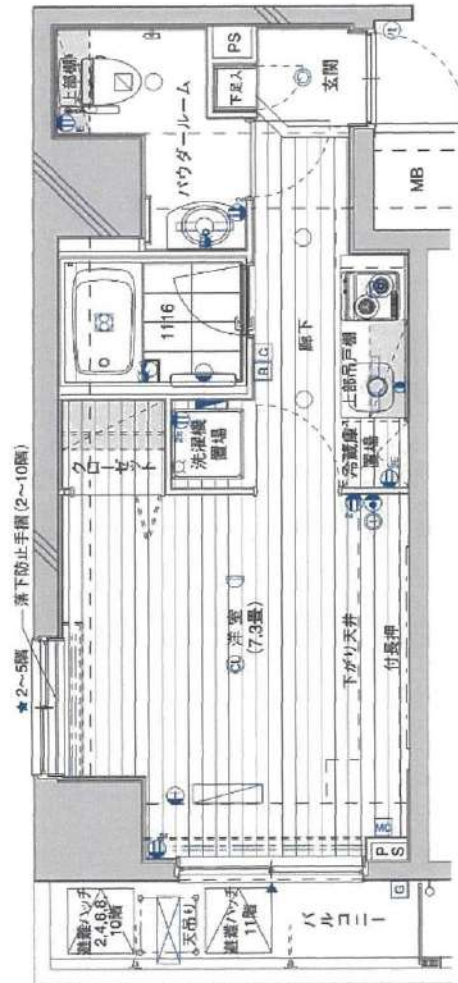 上部棚
PS
下足入
玄関
パウダールーム
MB
1116
B C
廊下
上部吊戸棚
冷蔵庫
置場
洗濯機
置場
クローゼット
★2~5階
落下防止手摺(2~10階)
CU 洋室
(7.3畳)
下がり天井
付長押
MC
PS
避難ハッチ
2,4,6,8,
10階
天吊り
避難ハッチ
11階
バルコニー
G